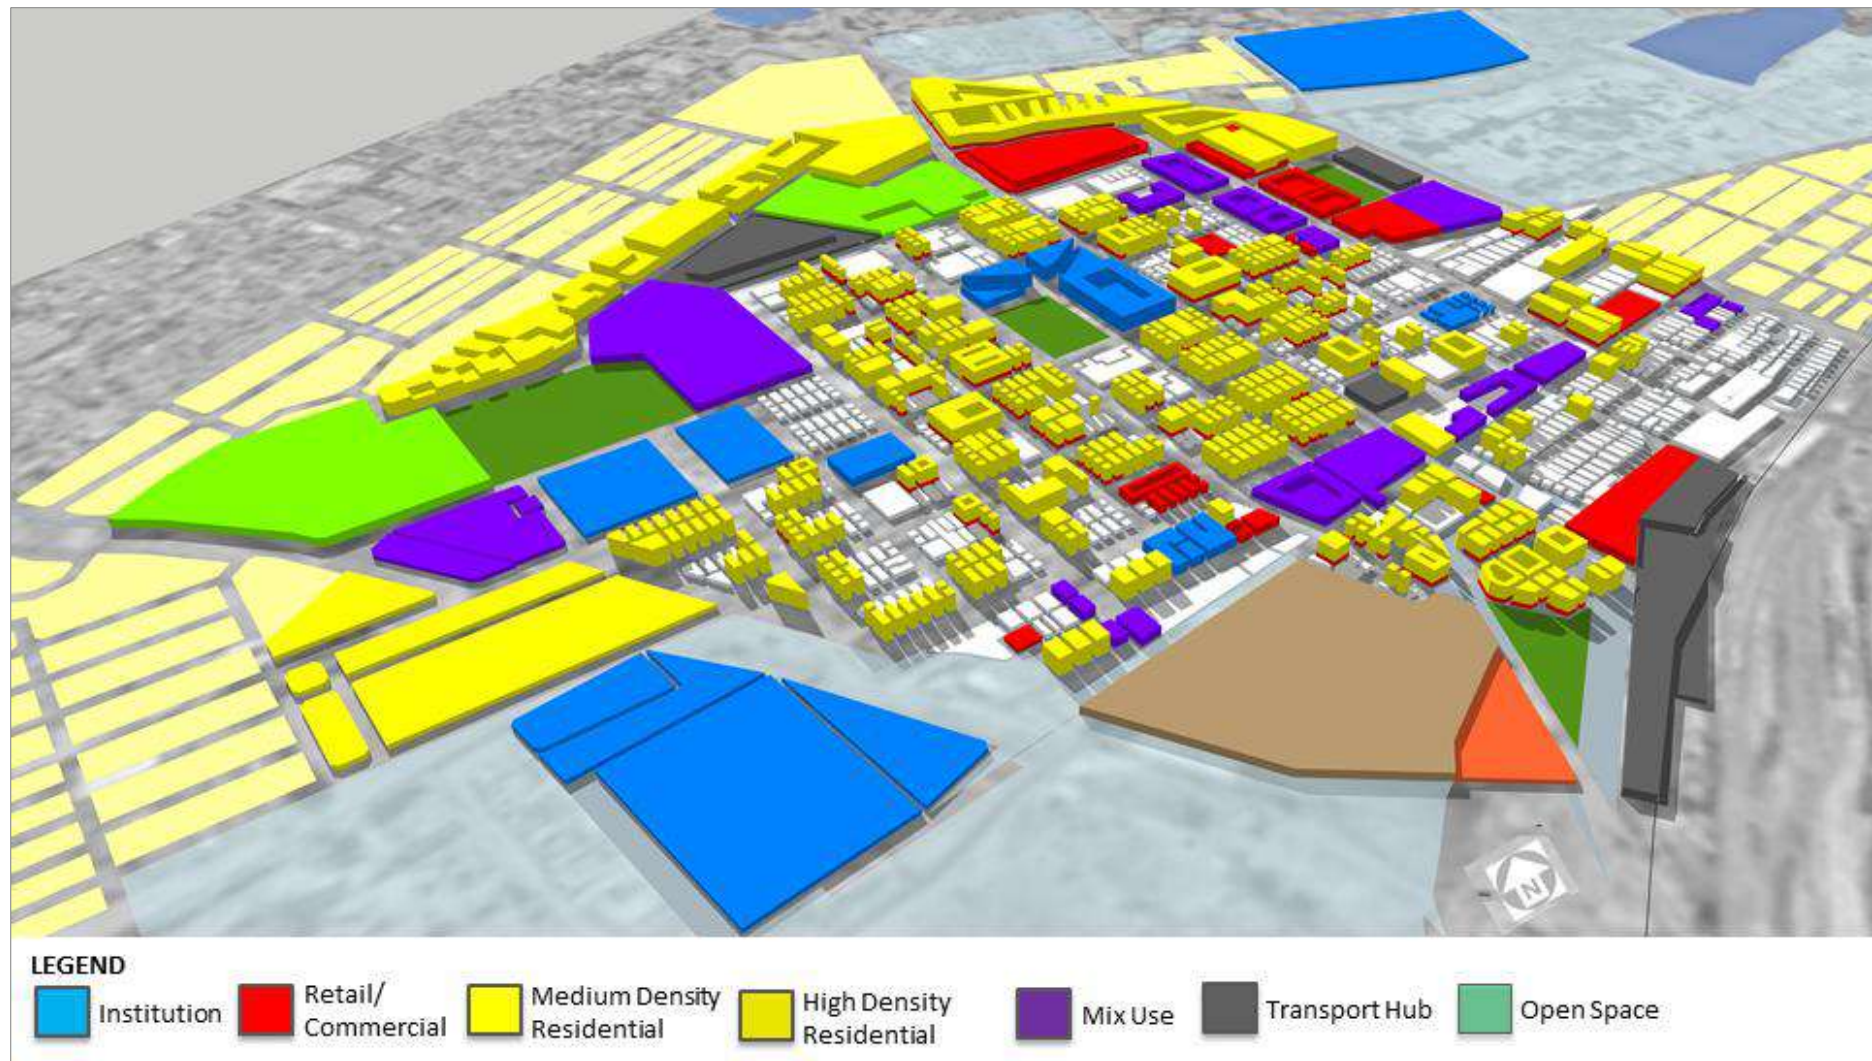 LEGEND
Institution
Retail/
Commercial
Medium Density
Residential
High Density
Residential
Mix Use
Transport Hub
Open Space
N